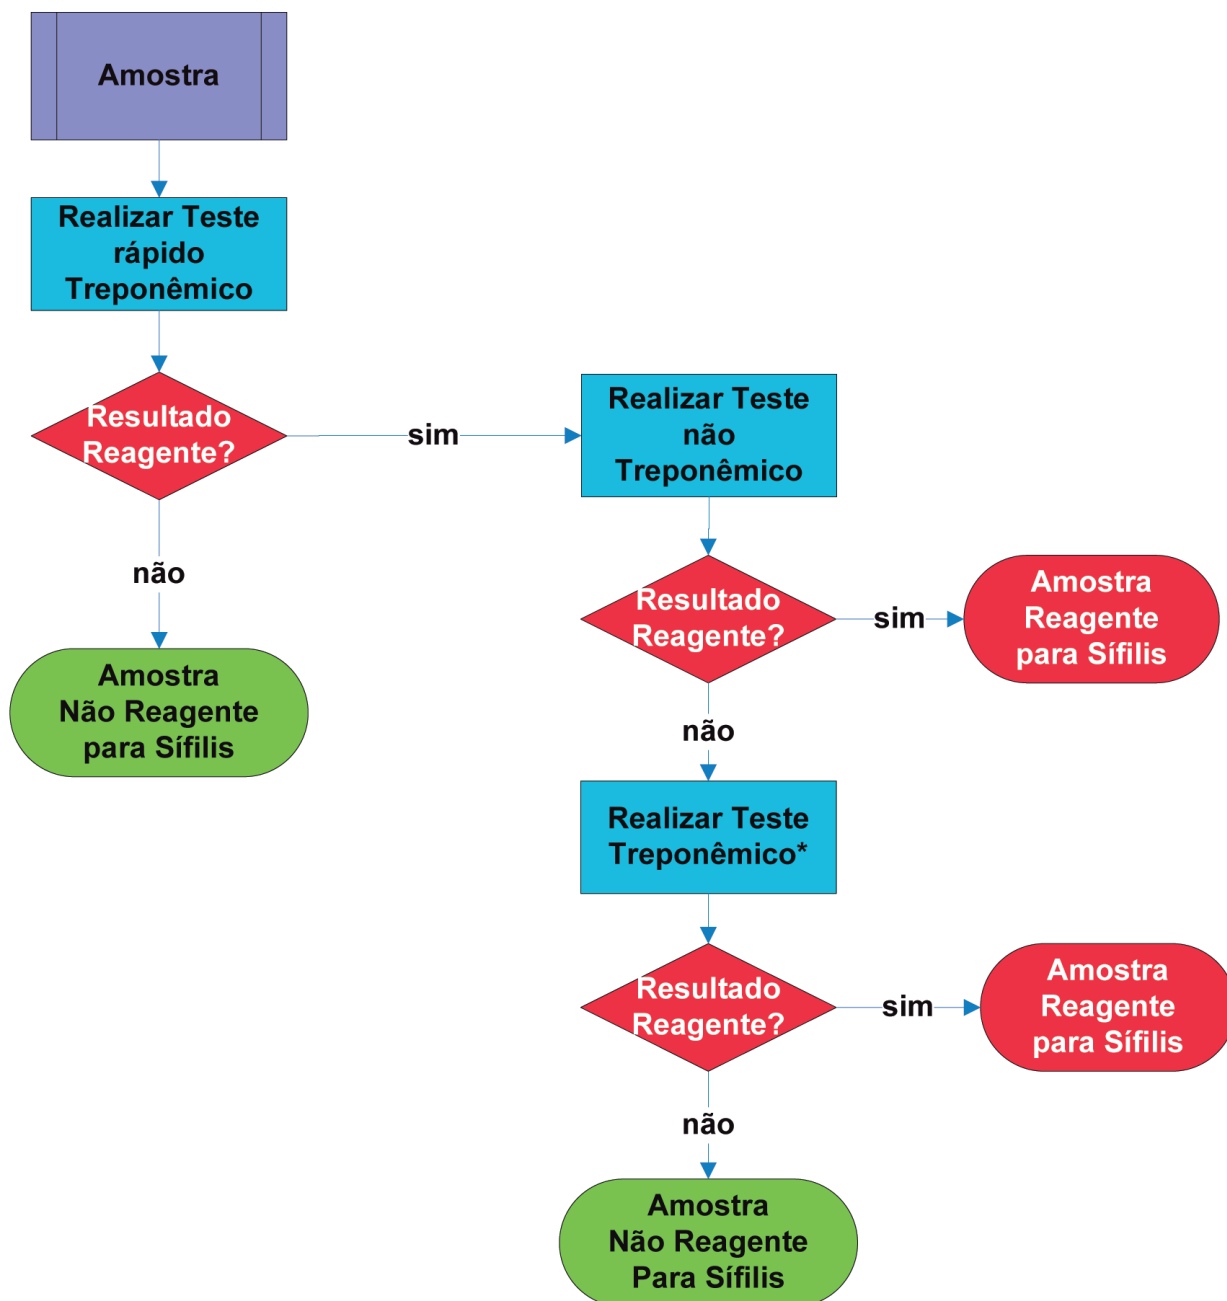 Amostra
Realizar Teste
rápido
Treponêmico
Resultado
Reagente?
sim
não
Amostra
Não Reagente
para Sífilis
Realizar Teste
não
Treponêmico
Resultado
Reagente?
sim
Amostra
Reagente
para Sífilis
não
Realizar Teste
Treponêmico*
Resultado
Reagente?
sim
Amostra
Reagente
para Sífilis
não
Amostra
Não Reagente
Para Sífilis